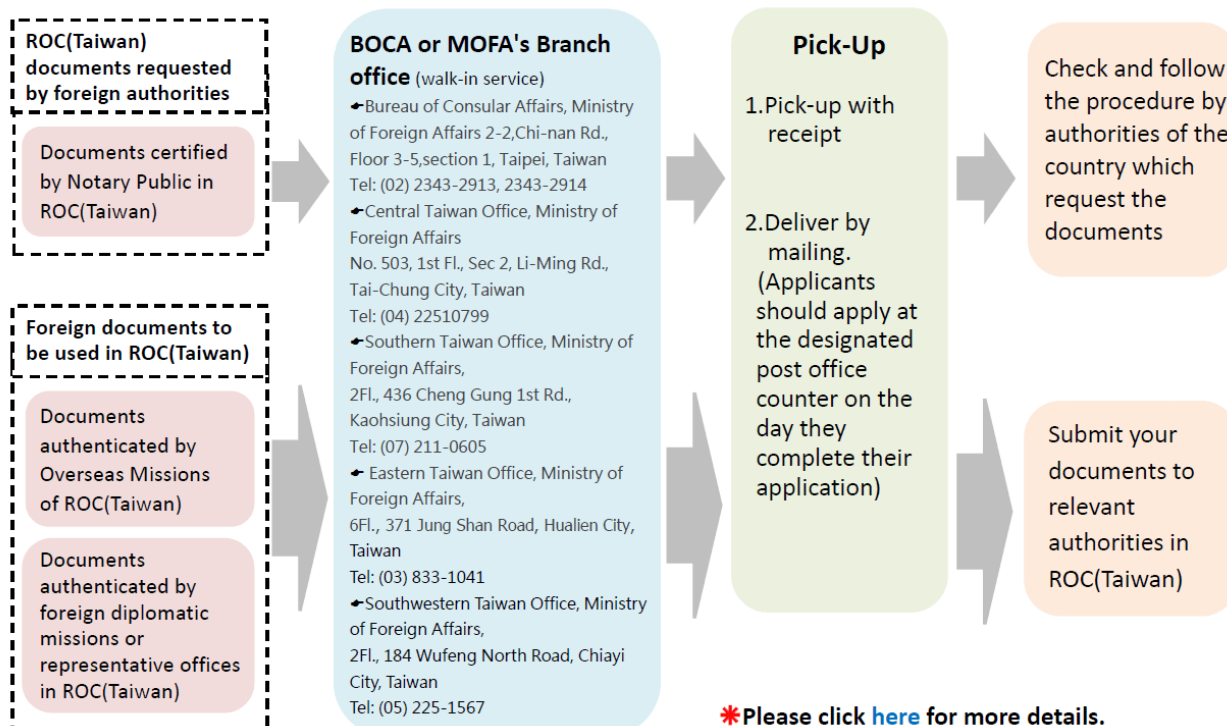 ROC(Taiwan)
documents requested
by foreign authorities
Documents certified
by Notary Public in
ROC(Taiwan)
Foreign documents to
be used in ROC(Taiwan)
Documents
authenticated by
Overseas Missions
of ROC(Taiwan)
Documents
authenticated by
foreign diplomatic
missions or
representative offices
in ROC(Taiwan)
BOCA or MOFA's Branch
office (walk-in service)
☛Bureau of Consular Affairs, Ministry
of Foreign Affairs 2-2,Chi-nan Rd.,
Floor 3-5,section 1, Taipei, Taiwan
Tel: (02) 2343-2913, 2343-2914
☛Central Taiwan Office, Ministry of
Foreign Affairs
No. 503, 1st Fl., Sec 2, Li-Ming Rd.,
Tai-Chung City, Taiwan
Tel: (04) 22510799
☛Southern Taiwan Office, Ministry of
Foreign Affairs,
2Fl., 436 Cheng Gung 1st Rd.,
Kaohsiung City, Taiwan
Tel: (07) 211-0605
☛ Eastern Taiwan Office, Ministry of
Foreign Affairs,
6Fl., 371 Jung Shan Road, Hualien City,
Taiwan
Tel: (03) 833-1041
☛Southwestern Taiwan Office, Ministry
of Foreign Affairs,
2Fl., 184 Wufeng North Road, Chiayi
City, Taiwan
Tel: (05) 225-1567
Pick-Up
1.Pick-up with
receipt
2.Deliver by
mailing.
(Applicants
should apply at
the designated
post office
counter on the
day they
complete their
application)
Check and follow
the procedure by
authorities of the
country which
request the
documents
Submit your
documents to
relevant
authorities in
ROC(Taiwan)
✱Please click here for more details.